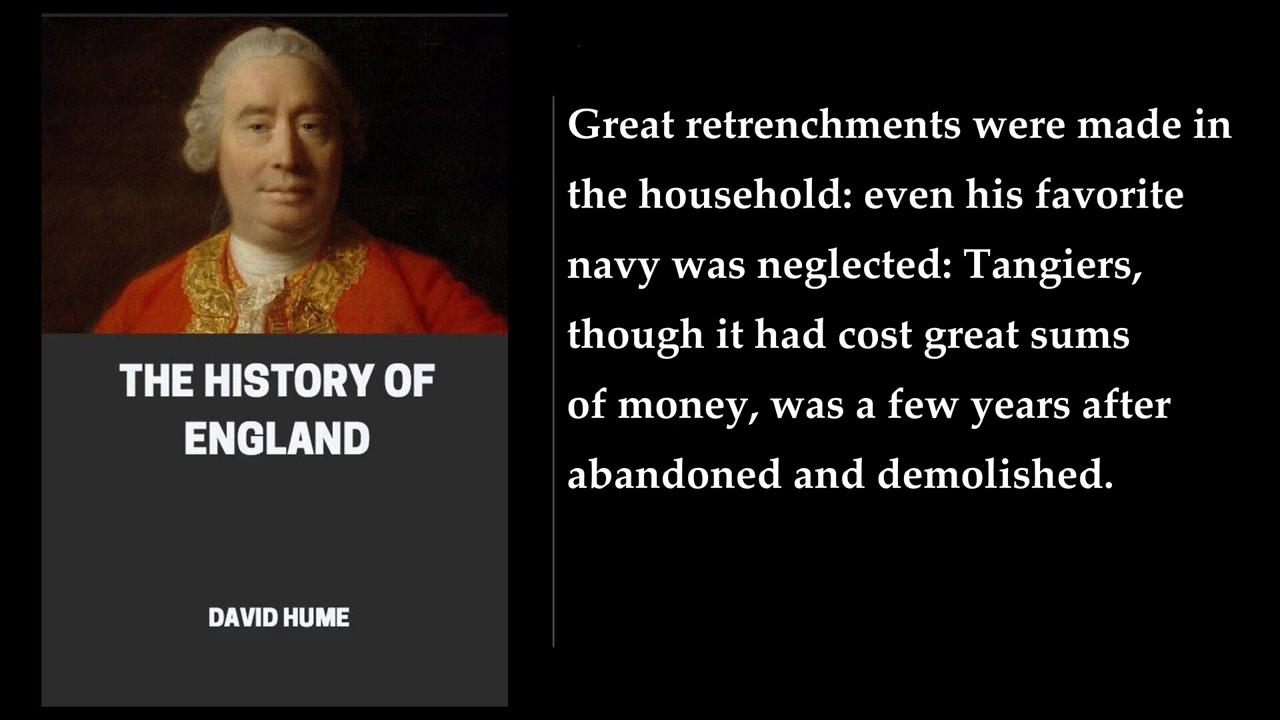 THE HISTORY OF
ENGLAND
DAVID HUME
Great retrenchments were made in
the household: even his favorite
navy was neglected: Tangiers,
though it had cost great sums
of money, was a few years after
abandoned and demolished.